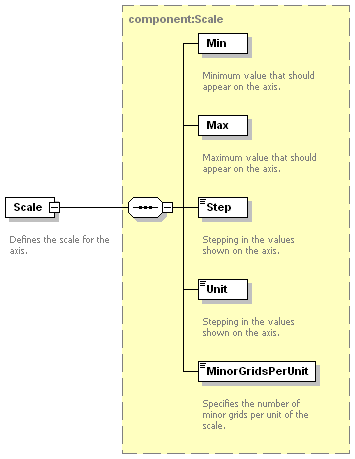 component:Scale
Min
Minimum value that should
appear on the axis.
Max
Maximum value that should
appear on the axis.
Scale
Defines the scale for the
axis.
Step
Stepping in the values
shown on the axis.
Unit
Stepping in the values
shown on the axis.
MinorGridsPerUnit
Specifies the number of
minor grids per unit of the
scale.